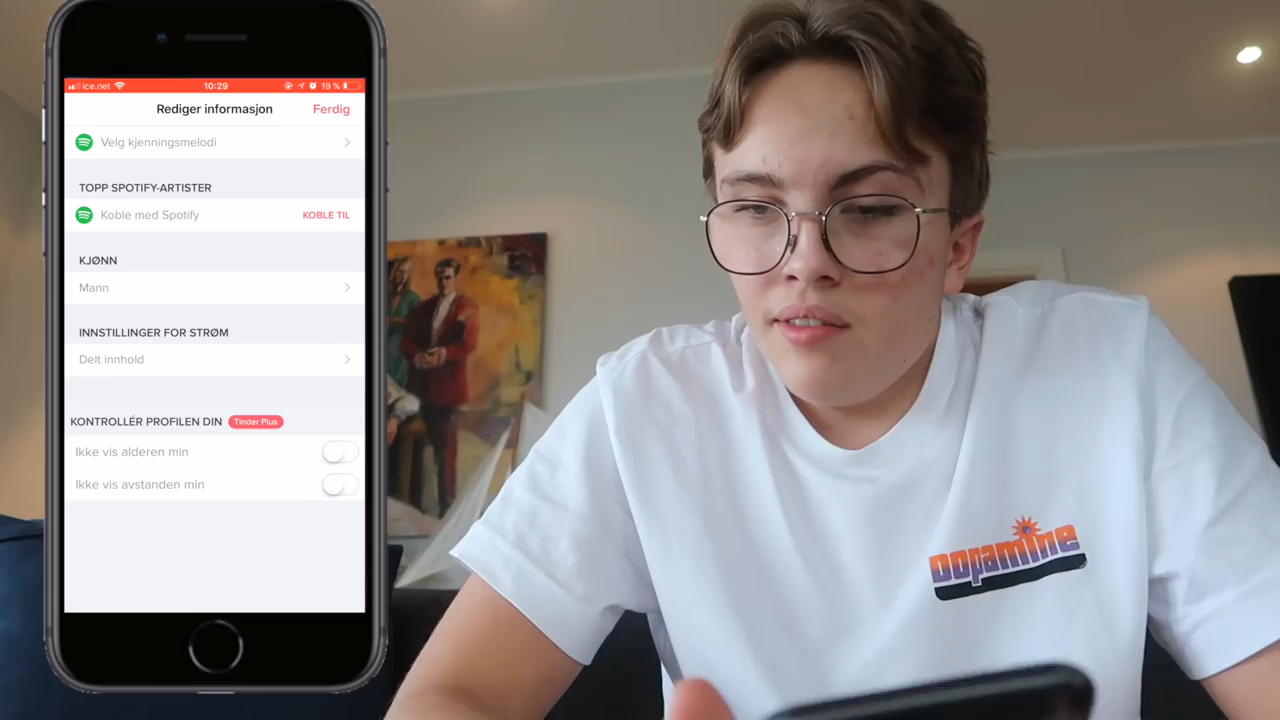 ice.net 10:29 19 %
Rediger informasjon Ferdig
Velg kjenningsmelodi
TOPP SPOTIFY-ARTISTER
Koble med Spotify KOBLE TIL
KJØNN
Mann
INNSTILLINGER FOR STRØM
Delt innhold
KONTROLLÉR PROFILEN DIN Tinder Plus
Ikke vis alderen min
Ikke vis avstanden min
Dopamine